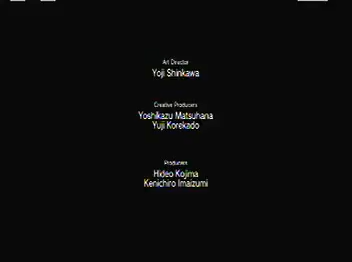 Art Director
Yoji Shinkawa
Creative Producers
Yoshikazu Matsuhana
Yuji Korekado
Producers
Hideo Kojima
Kenichiro Imaizumi